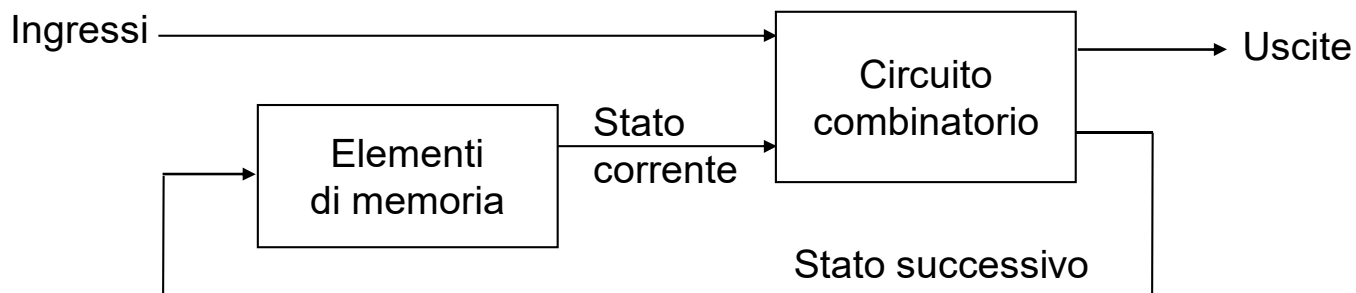 Ingressi
Uscite
Circuito
combinatorio
Stato
corrente
Elementi
di memoria
Stato successivo